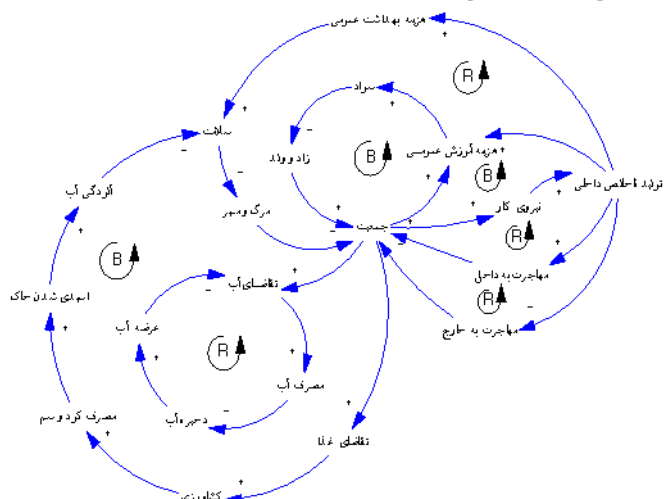 هزینه بهداشت عمومی
R
سواد
سلامت
B
زاد و ولد
هزینه آموزش عمومی
B
تولید ناخالص داخلی
نیروی کار
آلودگی آب
مرگ و میر
جمعیت
R
B
مهاجرت به داخل
تقاضای آب
R
اسیدی شدن خاک
مهاجرت به خارج
عرضه آب
R
مصرف آب
مصرف کود و سم
ذخیره آب
تقاضای غذا
کشاورزی